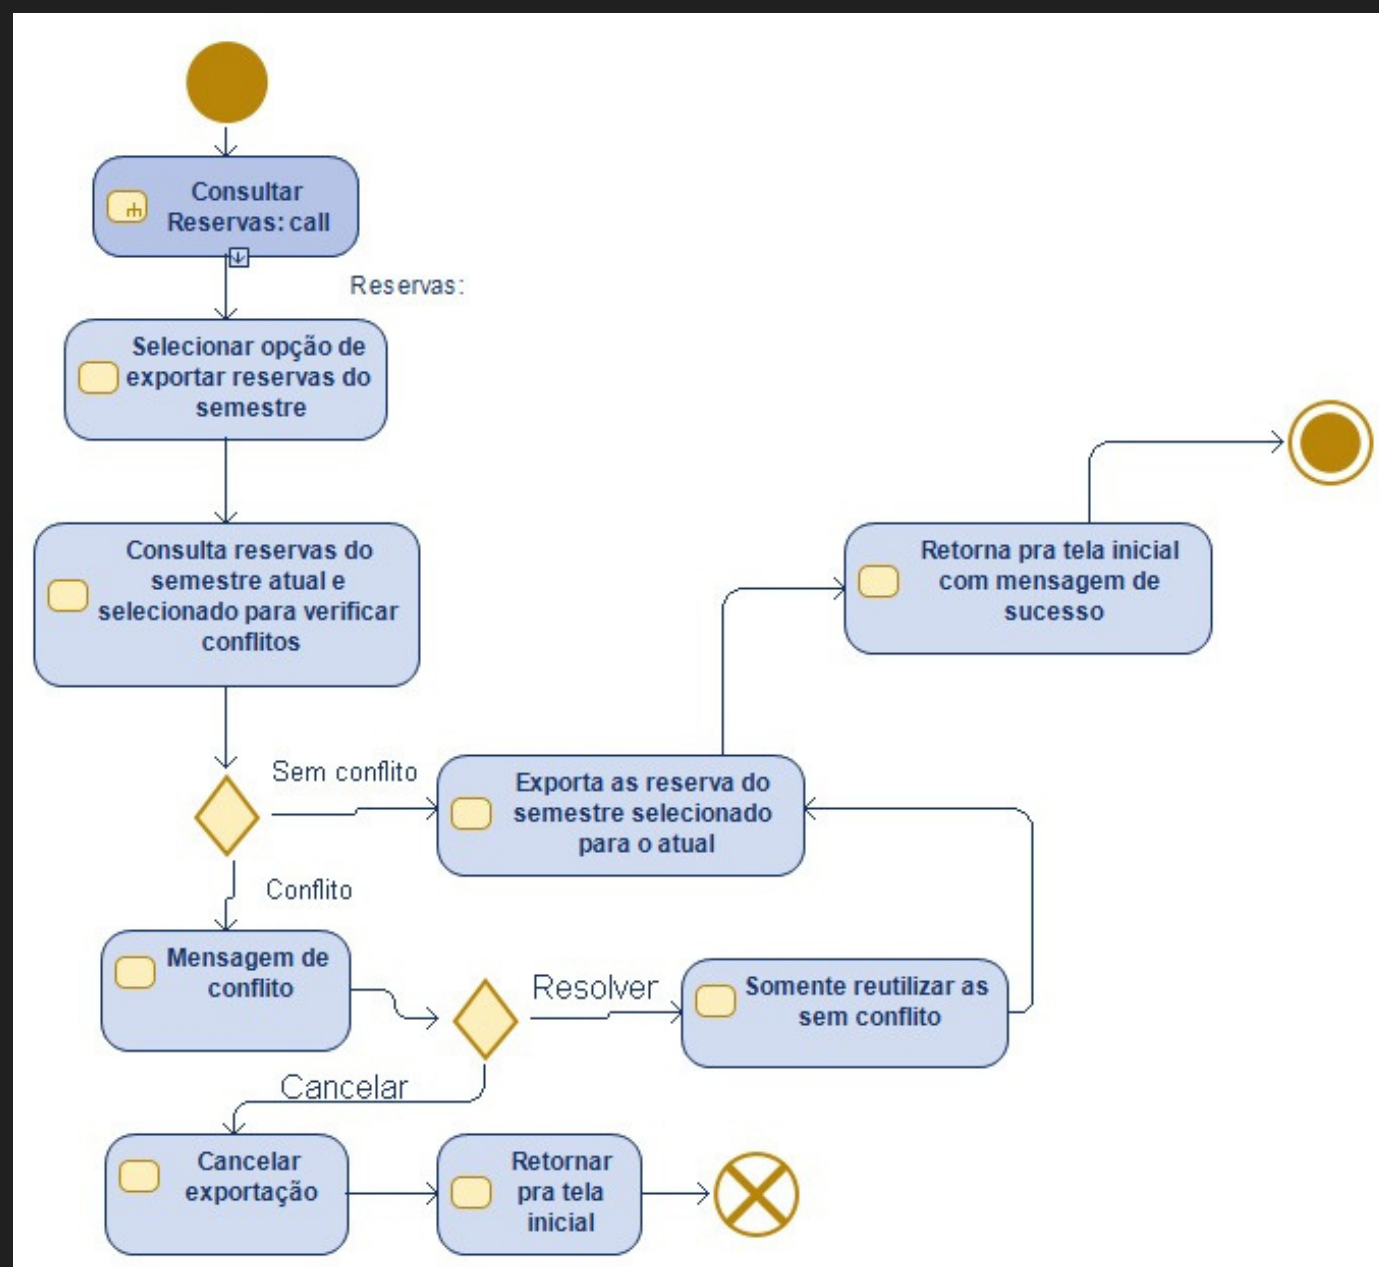 Consultar
Reservas: call
Reservas:
Selecionar opção de
exportar reservas do
semestre
Consulta reservas do
semestre atual e
selecionado para verificar
conflitos
Retorna pra tela inicial
com mensagem de
sucesso
Sem conflito
Exporta as reserva do
semestre selecionado
para o atual
Conflito
Mensagem de
conflito
Resolver
Somente reutilizar as
sem conflito
Cancelar
Cancelar
exportação
Retornar
pra tela
inicial